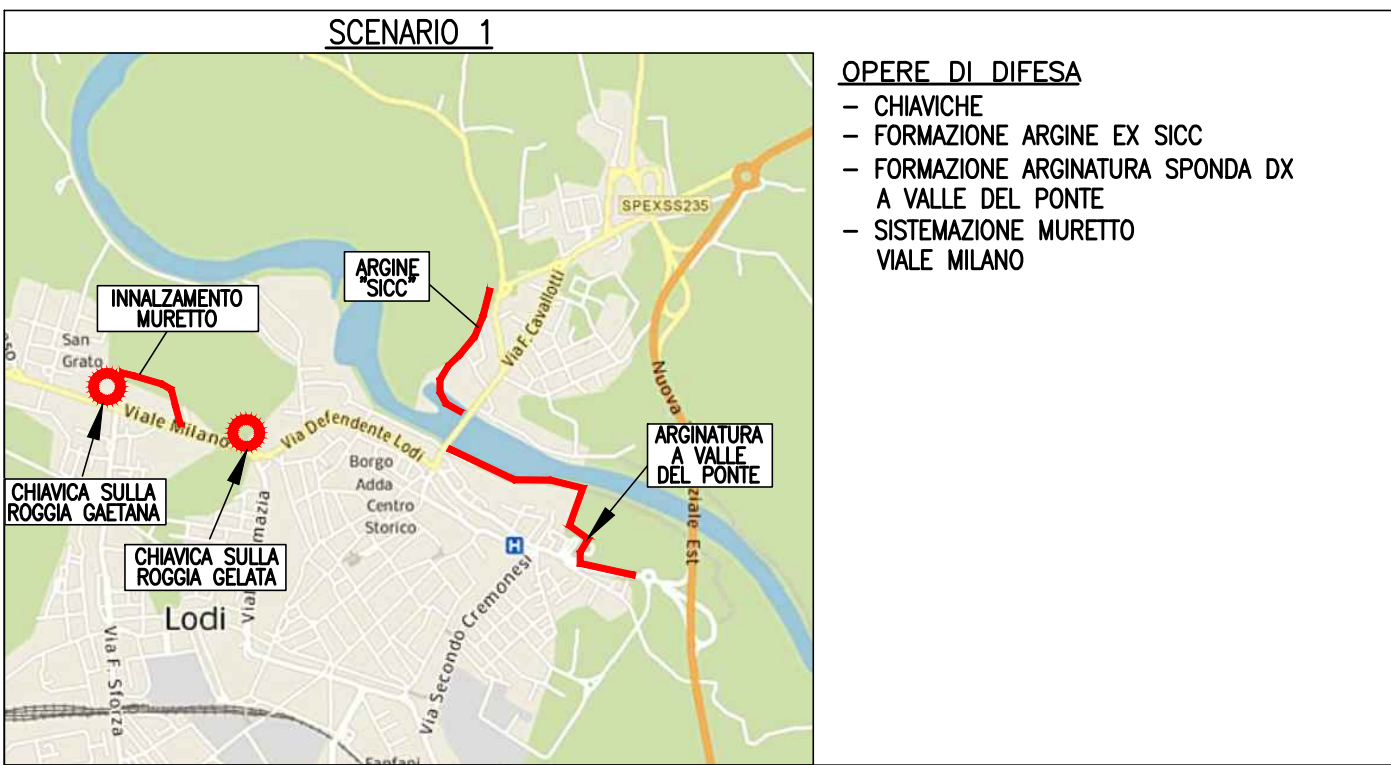 SCENARIO 1
OPERE DI DIFESA
– CHIAVICHE
– FORMAZIONE ARGINE EX SICC
– FORMAZIONE ARGINATURA SPONDA DX
A VALLE DEL PONTE
– SISTEMAZIONE MURETTO
VIALE MILANO
SPEXSS235
ARGINE
"SICC"
INNALZAMENTO
MURETTO
San
Grato
Via F. Cavallotti
Nuova
ziale Est
Viale Milano
Via Defendente Lodi
ARGINATURA
A VALLE
DEL PONTE
Borgo
Adda
Centro
Storico
CHIAVICA SULLA
ROGGIA GAETANA
H
CHIAVICA SULLA
ROGGIA GELATA
Lodi
Via F. Sforza
Via Secondo Cremonesi